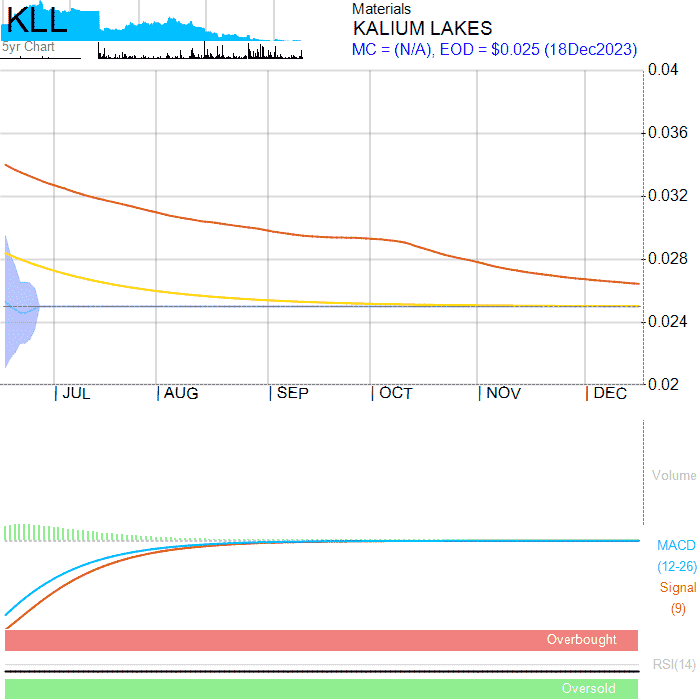 KLL
5yr Chart
Materials
KALIUM LAKES
MC = (N/A), EOD = $0.025 (18Dec2023)
0.04
0.036
0.032
0.028
0.024
0.02
JUL AUG SEP OCT NOV DEC
Volume
MACD
(12-26)
Signal
(9)
Overbought
RSI(14)
Oversold